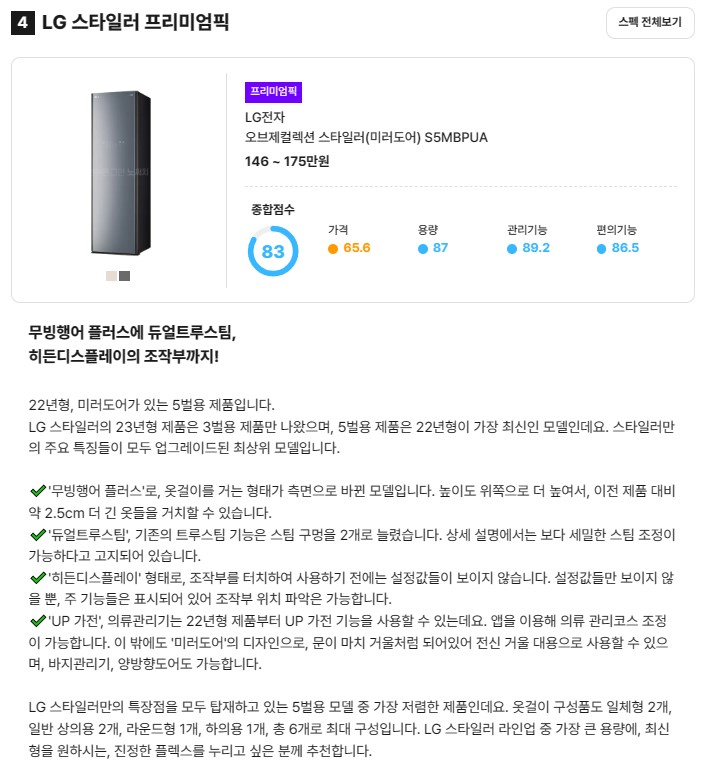 4 LG 스타일러 프리미엄픽
스펙 전체보기
프리미엄픽
LG전자
오브제컬렉션 스타일러(미러도어) S5MBPUA
146 ~ 175만원
종합점수
83
가격
65.6
용량
87
관리기능
89.2
편의기능
86.5
무빙행어 플러스에 듀얼트루스팀,
히든디스플레이의 조작부까지!
22년형, 미러도어가 있는 5벌용 제품입니다.
LG 스타일러의 23년형 제품은 3벌용 제품만 나왔으며, 5벌용 제품은 22년형이 가장 최신인 모델인데요. 스타일러만
의 주요 특징들이 모두 업그레이드된 최상위 모델입니다.
✔'무빙행어 플러스'로, 옷걸이를 거는 형태가 측면으로 바뀐 모델입니다. 높이도 위쪽으로 더 높여서, 이전 제품 대비
약 2.5cm 더 긴 옷들을 거치할 수 있습니다.
✔'듀얼트루스팀', 기존의 트루스팀 기능은 스팀 구멍을 2개로 늘렸습니다. 상세 설명에서는 보다 세밀한 스팀 조정이
가능하다고 고지되어 있습니다.
✔'히든디스플레이' 형태로, 조작부를 터치하여 사용하기 전에는 설정값들이 보이지 않습니다. 설정값들만 보이지 않
을 뿐, 주 기능들은 표시되어 있어 조작부 위치 파악은 가능합니다.
✔'UP 가전', 의류관리기는 22년형 제품부터 UP 가전 기능을 사용할 수 있는데요. 앱을 이용해 의류 관리코스 조정
이 가능합니다. 이 밖에도 '미러도어'의 디자인으로, 문이 마치 거울처럼 되어있어 전신 거울 대용으로 사용할 수 있으
며, 바지관리기, 양방향도어도 가능합니다.
LG 스타일러만의 특장점을 모두 탑재하고 있는 5벌용 모델 중 가장 저렴한 제품인데요. 옷걸이 구성품도 일체형 2개,
일반 상의용 2개, 라운드형 1개, 하의용 1개, 총 6개로 최대 구성입니다. LG 스타일러 라인업 중 가장 큰 용량에, 최신
형을 원하시는, 진정한 플렉스를 누리고 싶은 분께 추천합니다.